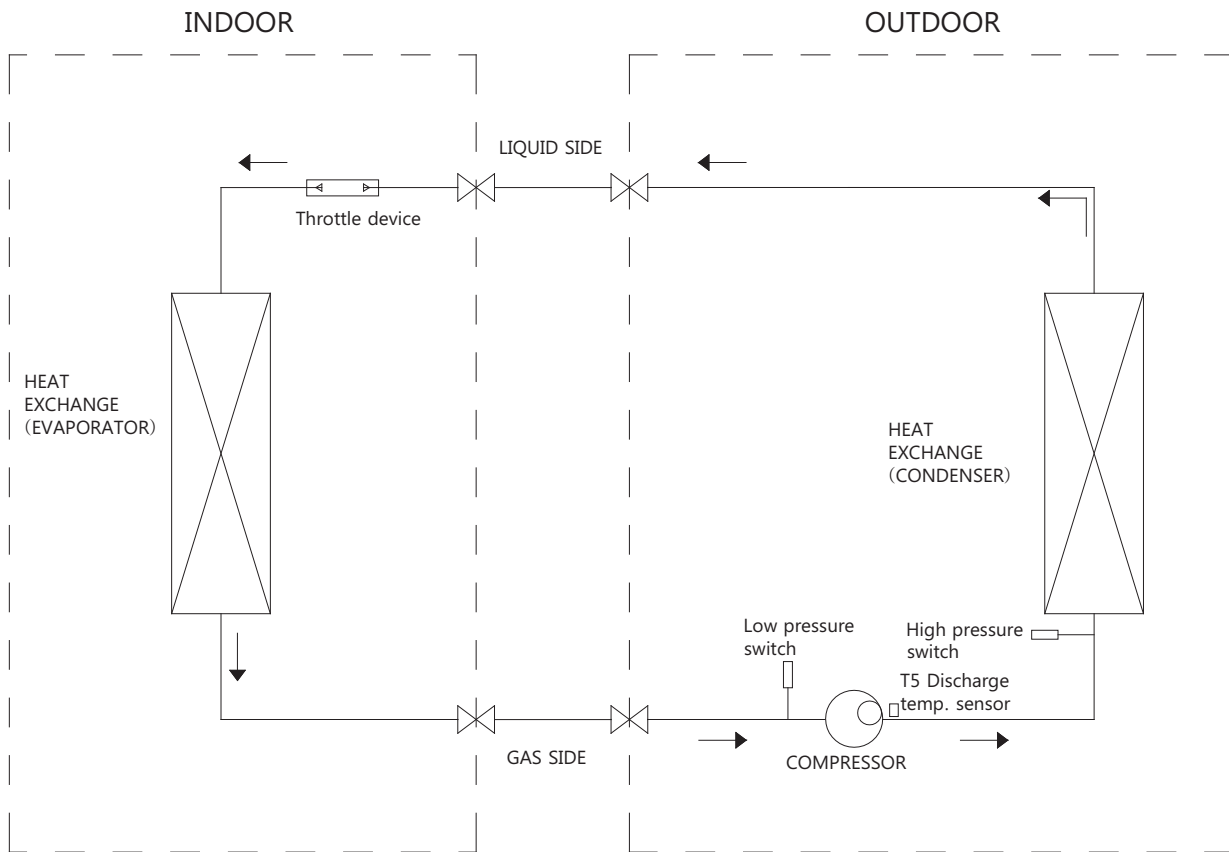 INDOOR
OUTDOOR
LIQUID SIDE
Throttle device
HEAT
EXCHANGE
(EVAPORATOR)
HEAT
EXCHANGE
(CONDENSER)
Low pressure
switch
High pressure
switch
T5 Discharge
temp. sensor
GAS SIDE
COMPRESSOR